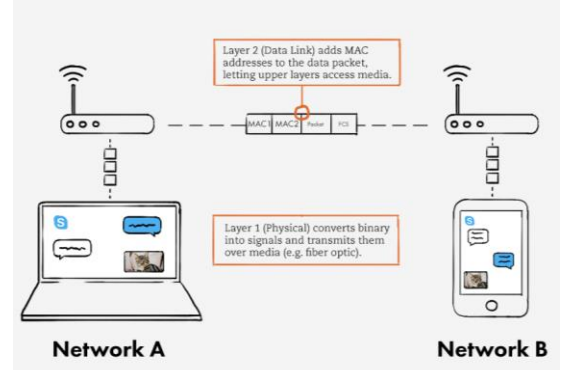 Layer 2 (Data Link) adds MAC
addresses to the data packet,
letting upper layers access media.
MAC1 MAC2 Packet FCS
Layer 1 (Physical) converts binary
into signals and transmits them
over media (e.g. fiber optic).
S
Network A
Network B